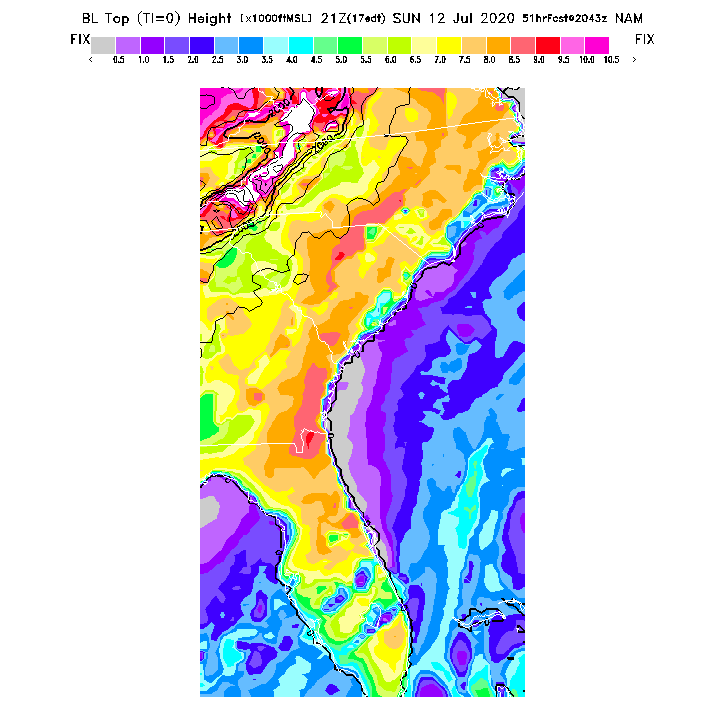 BL Top (TI=0) Height [x1000ftMSL] 21Z(17edt) SUN 12 Jul 2020 51hrFcst@2043z NAM
FIX FIX
< 0.5 1.0 1.5 2.0 2.5 3.0 3.5 4.0 4.5 5.0 5.5 6.0 6.5 7.0 7.5 8.0 8.5 9.0 9.5 10.0 10.5 >
2000
2000
2000